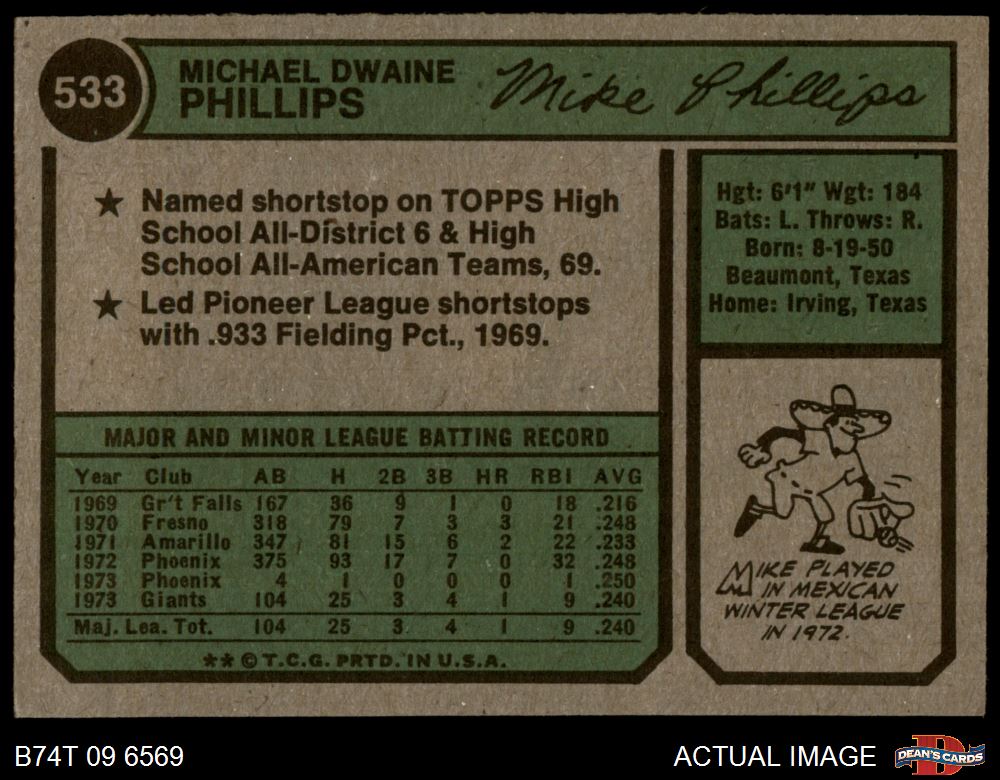 533
MICHAEL DWAINE
PHILLIPS
Mike Phillips
★ Named shortstop on TOPPS High
School All-District 6 & High
School All-American Teams, 69.
★ Led Pioneer League shortstops
with .933 Fielding Pct., 1969.
Hgt: 6'1" Wgt: 184
Bats: L. Throws: R.
Born: 8-19-50
Beaumont, Texas
Home: Irving, Texas
MAJOR AND MINOR LEAGUE BATTING RECORD
Year Club AB H 2B 3B HR RBI AVG
1969 Gr't Falls 167 36 9 1 0 18 .216
1970 Fresno 318 79 7 3 3 21 .248
1971 Amarillo 347 81 15 6 2 22 .233
1972 Phoenix 375 93 17 7 0 32 .248
1973 Phoenix 4 1 0 0 0 1 .250
1973 Giants 104 25 3 4 1 9 .240
Maj. Lea. Tot. 104 25 3 4 1 9 .240
** © T.C.G. PRTD. IN U.S.A.
MIKE PLAYED
IN MEXICAN
WINTER LEAGUE
IN 1972.
B74T 09 6569
ACTUAL IMAGE
DEAN'S CARDS